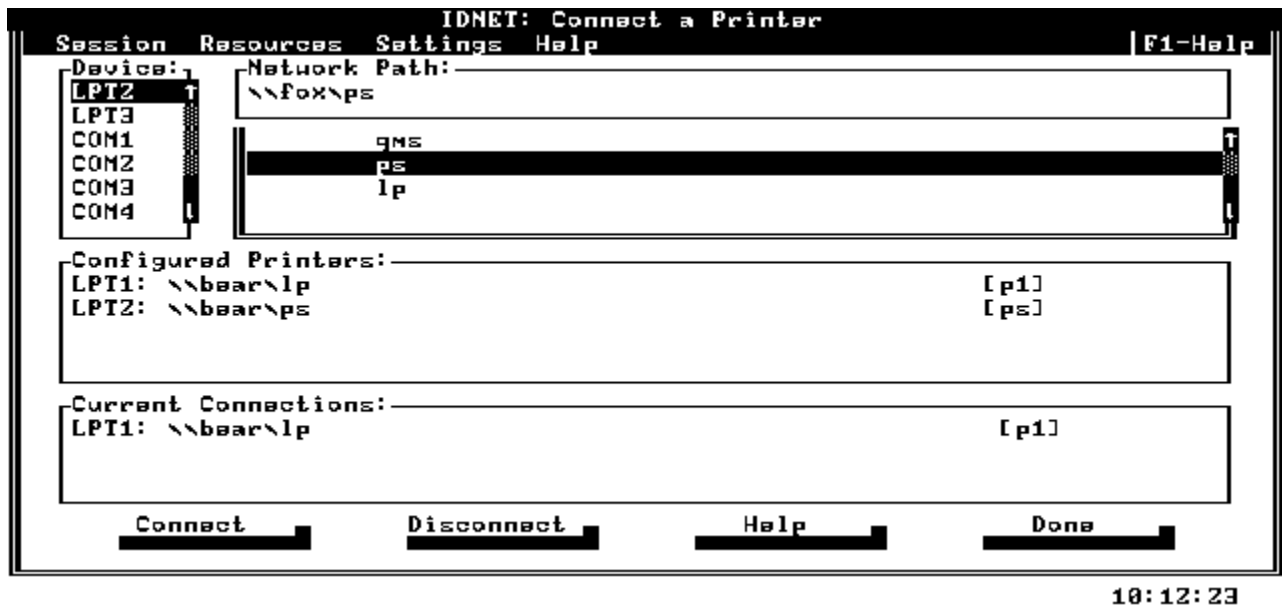 IDNET: Connect a Printer
Session Resources Settings Help |F1-Help
Device:
LPT2
LPT3
COM1
COM2
COM3
COM4
Network Path:
\\fox\ps
qms
ps
lp
Configured Printers:
LPT1: \\bear\lp [p1]
LPT2: \\bear\ps [ps]
Current Connections:
LPT1: \\bear\lp [p1]
Connect Disconnect Help Done
10:12:23